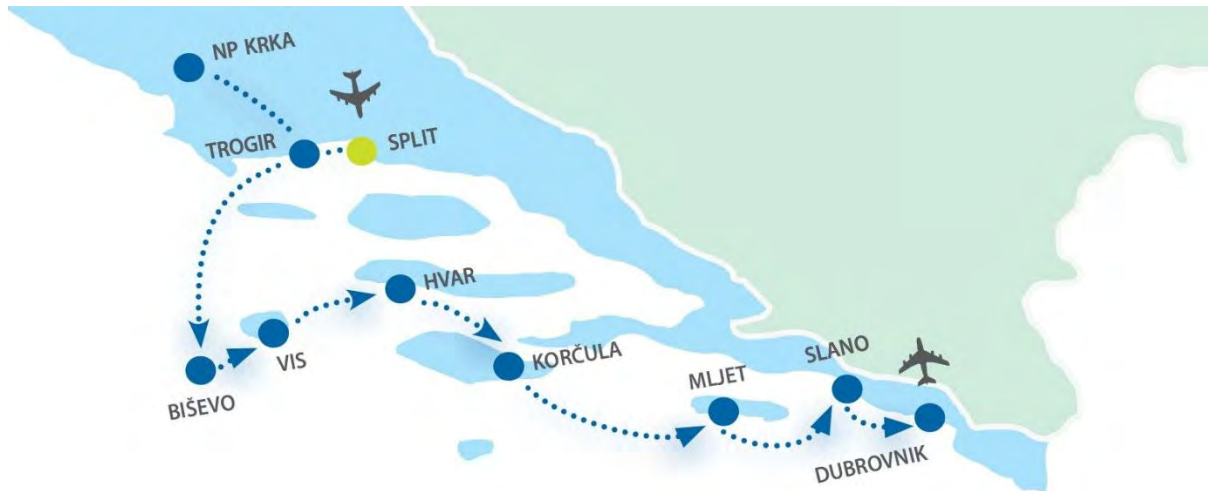 NP KRKA
TROGIR
SPLIT
HVAR
VIS
BIŠEVO
KORČULA
MLJET
SLANO
DUBROVNIK